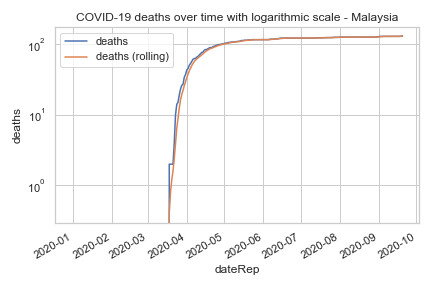 COVID-19 deaths over time with logarithmic scale - Malaysia
deaths
deaths (rolling)
10²
10¹
10⁰
deaths
2020-01
2020-02
2020-03
2020-04
2020-05
2020-06
2020-07
2020-08
2020-09
2020-10
dateRep